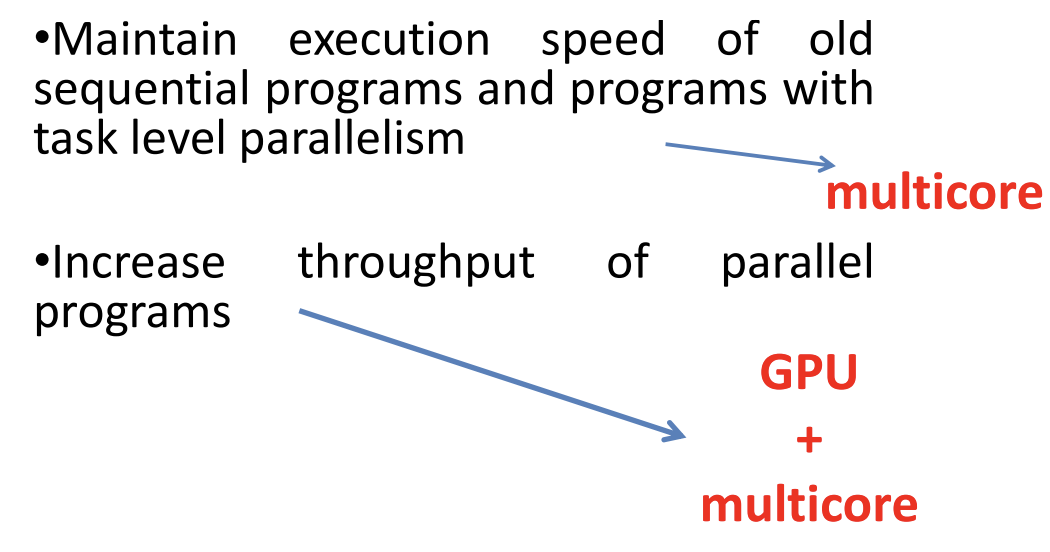 •Maintain execution speed of old
sequential programs and programs with
task level parallelism
multicore
•Increase throughput of parallel
programs
GPU
+
multicore